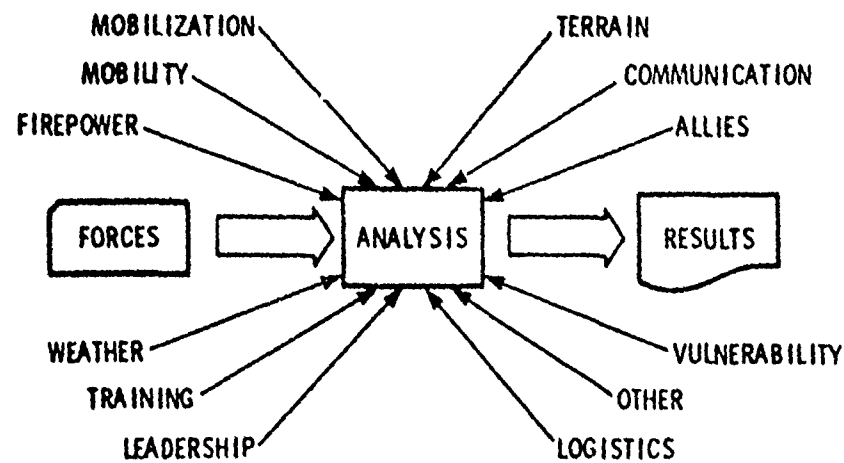 MOBILIZATION
TERRAIN
MOBILITY
COMMUNICATION
FIREPOWER
ALLIES
FORCES
ANALYSIS
RESULTS
WEATHER
VULNERABILITY
TRAINING
OTHER
LEADERSHIP
LOGISTICS